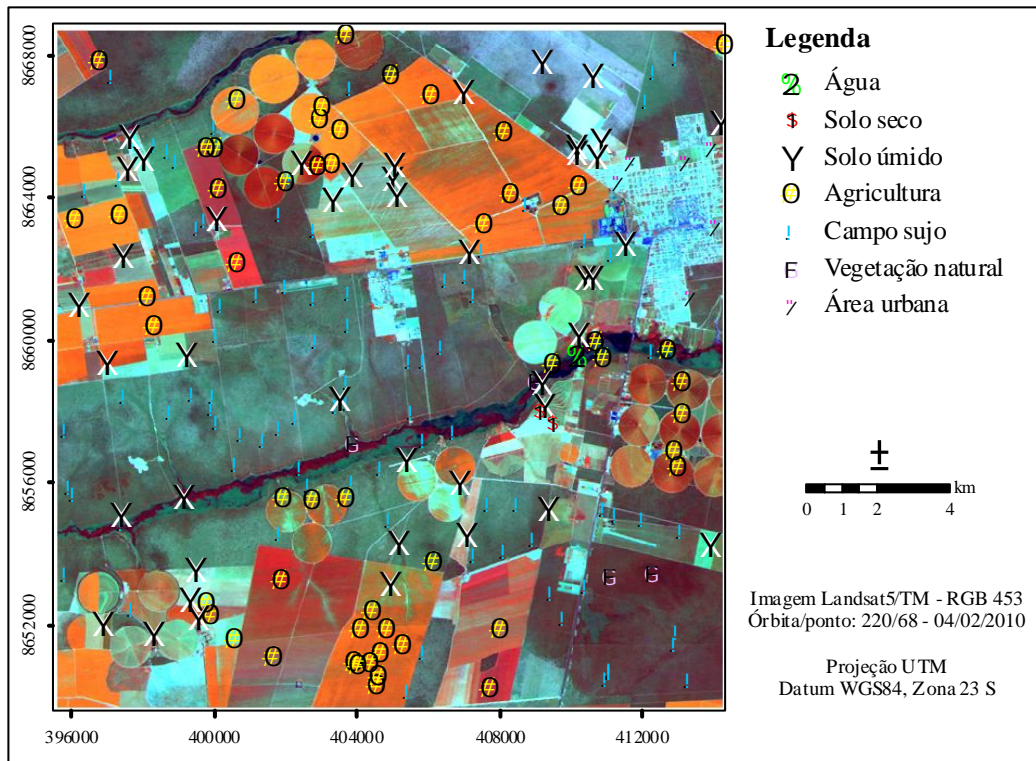 Legenda
Água
Solo seco
Solo úmido
Agricultura
Campo sujo
Vegetação natural
Área urbana
±
km
0 1 2 4
Imagem Landsat5/TM - RGB 453
Órbita/ponto: 220/68 - 04/02/2010
Projeção UTM
Datum WGS84, Zona 23 S
8668000
8664000
8660000
8656000
8652000
396000 400000 404000 408000 412000